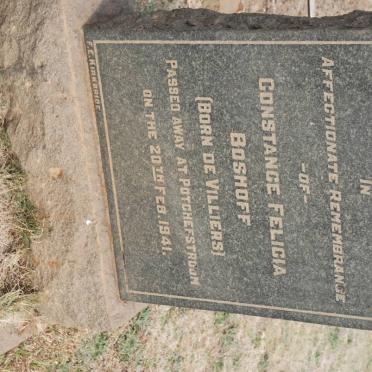 IN
AFFECTIONATE REMEMBRANCE
-OF-
CONSTANCE FELICIA
BOSHOFF
(BORN DE VILLIERS)
PASSED AWAY AT POTCHEFSTROOM
ON THE 20TH FEB. 1941.